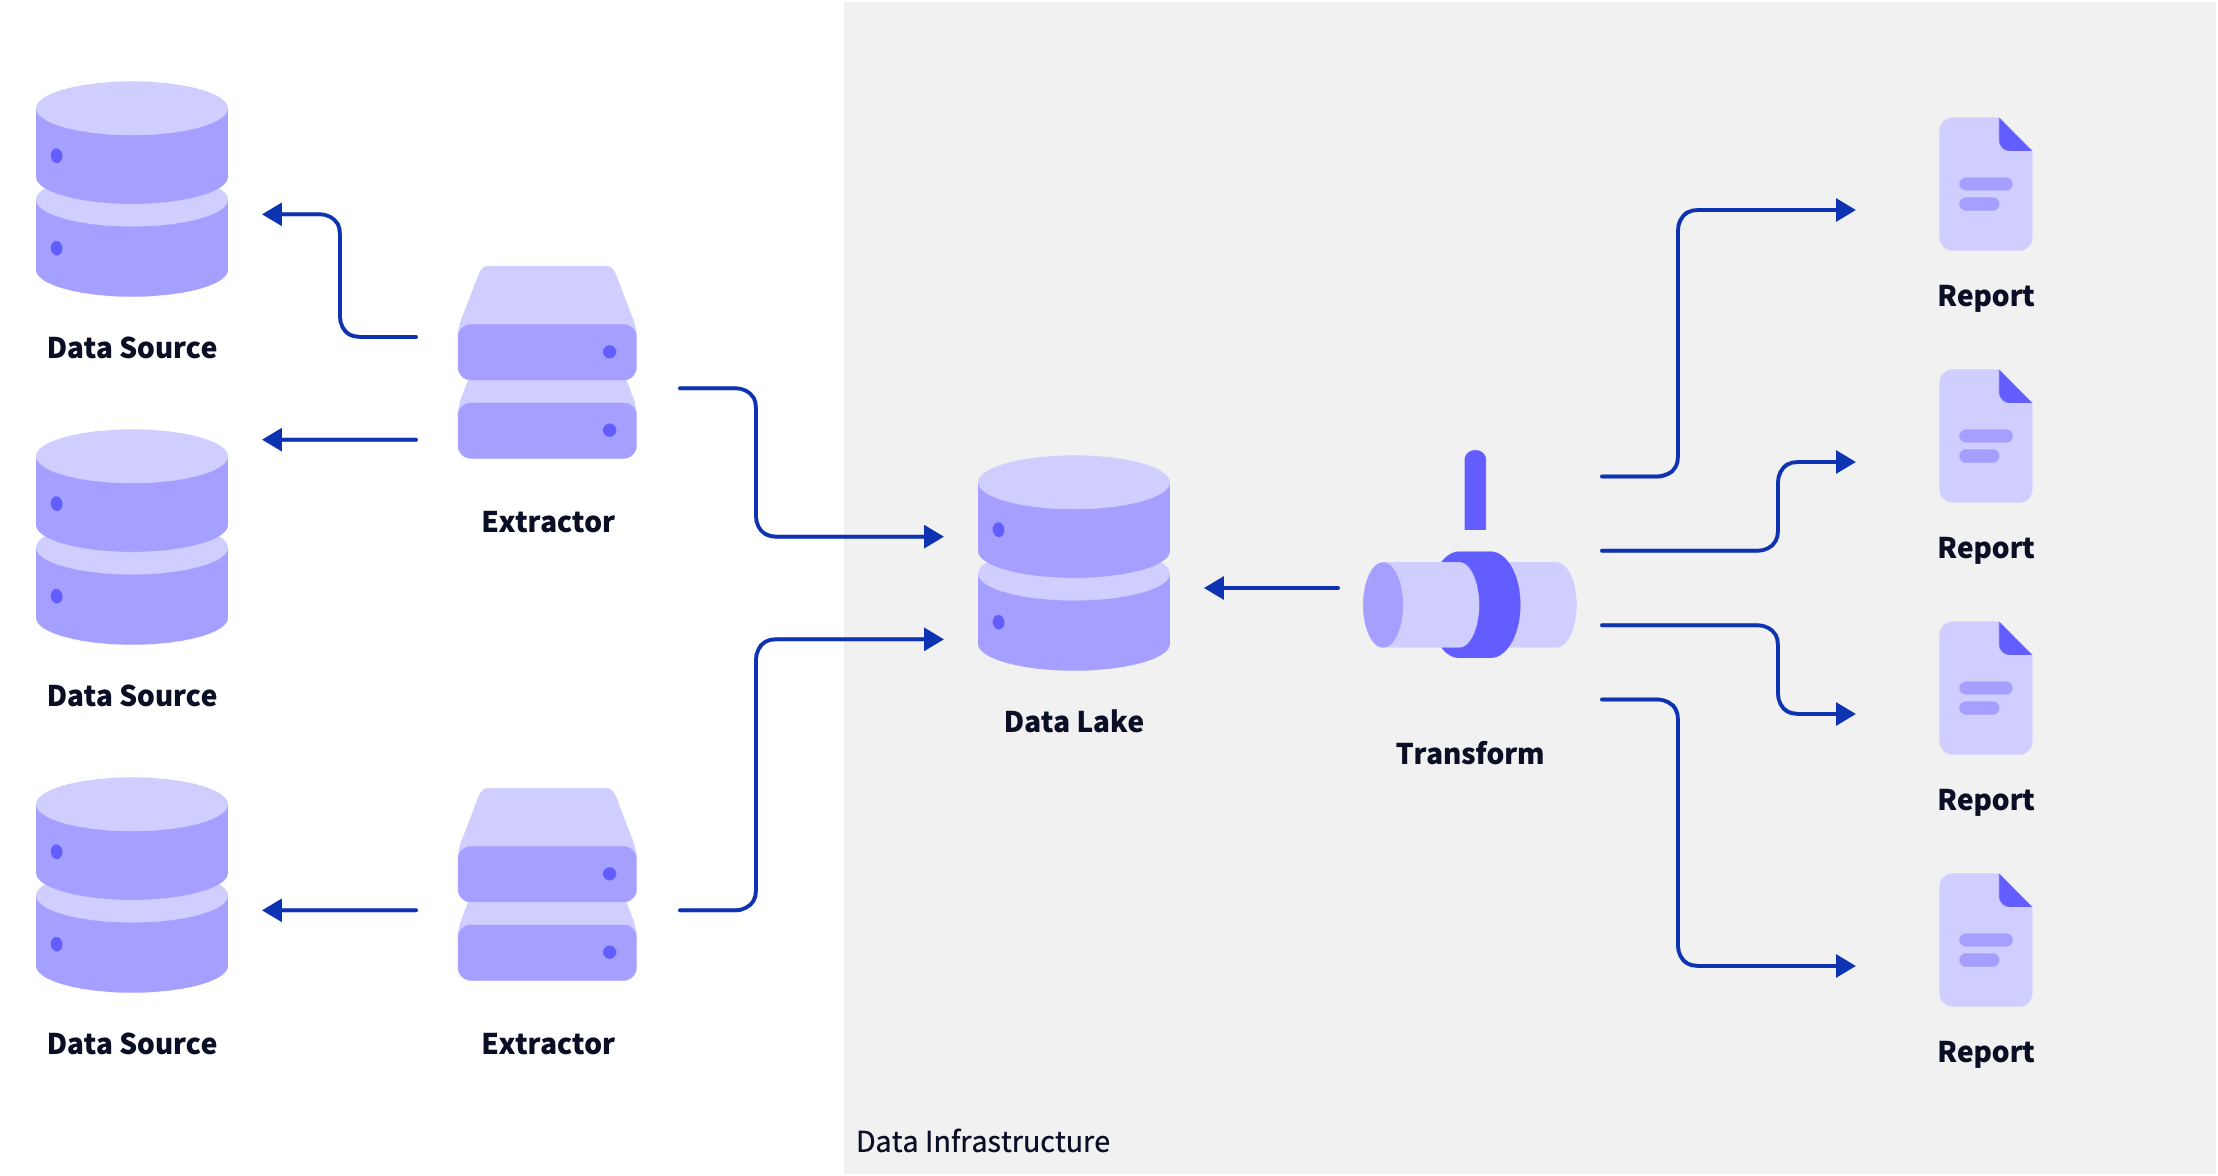 Data Source
Data Source
Data Source
Extractor
Extractor
Data Lake
Transform
Report
Report
Report
Report
Data Infrastructure